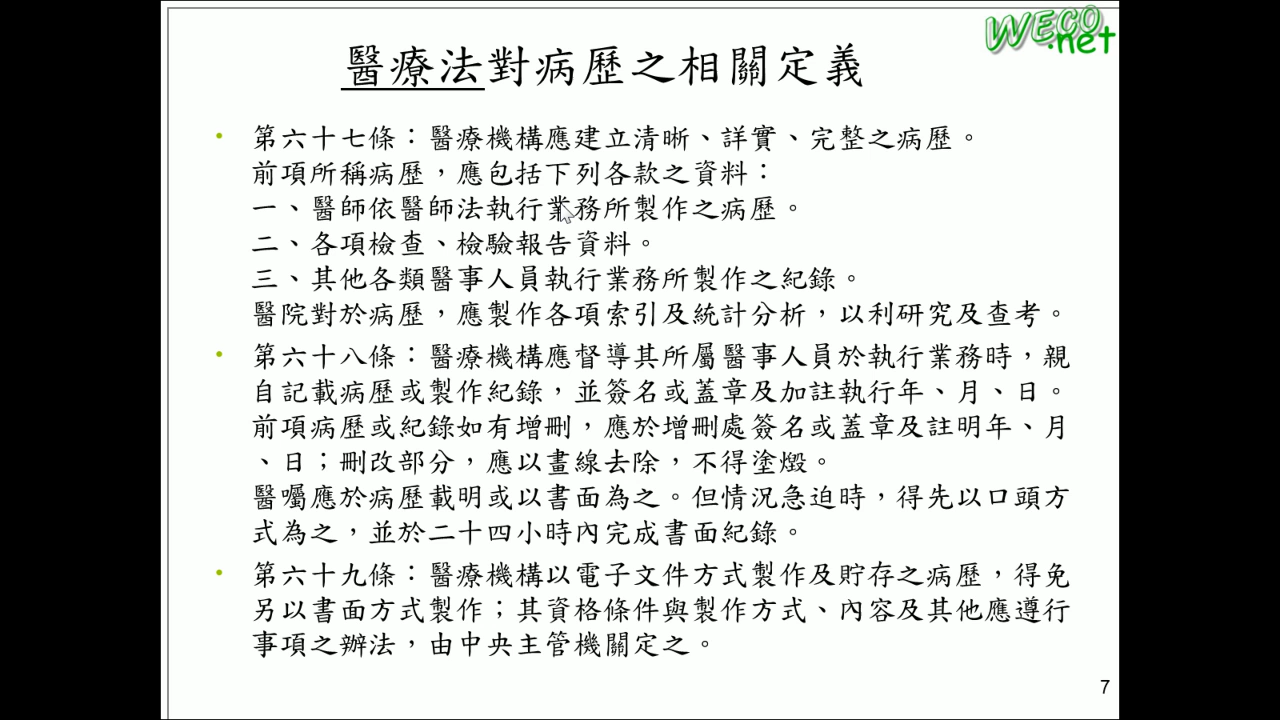 WECO.net
醫療法對病歷之相關定義
• 第六十七條：醫療機構應建立清晰、詳實、完整之病歷。
前項所稱病歷，應包括下列各款之資料：
一、醫師依醫師法執行業務所製作之病歷。
二、各項檢查、檢驗報告資料。
三、其他各類醫事人員執行業務所製作之紀錄。
醫院對於病歷，應製作各項索引及統計分析，以利研究及查考。
• 第六十八條：醫療機構應督導其所屬醫事人員於執行業務時，親
自記載病歷或製作紀錄，並簽名或蓋章及加註執行年、月、日。
前項病歷或紀錄如有增刪，應於增刪處簽名或蓋章及註明年、月
、日；刪改部分，應以畫線去除，不得塗燬。
醫囑應於病歷載明或以書面為之。但情況急迫時，得先以口頭方
式為之，並於二十四小時內完成書面紀錄。
• 第六十九條：醫療機構以電子文件方式製作及貯存之病歷，得免
另以書面方式製作；其資格條件與製作方式、內容及其他應遵行
事項之辦法，由中央主管機關定之。
7